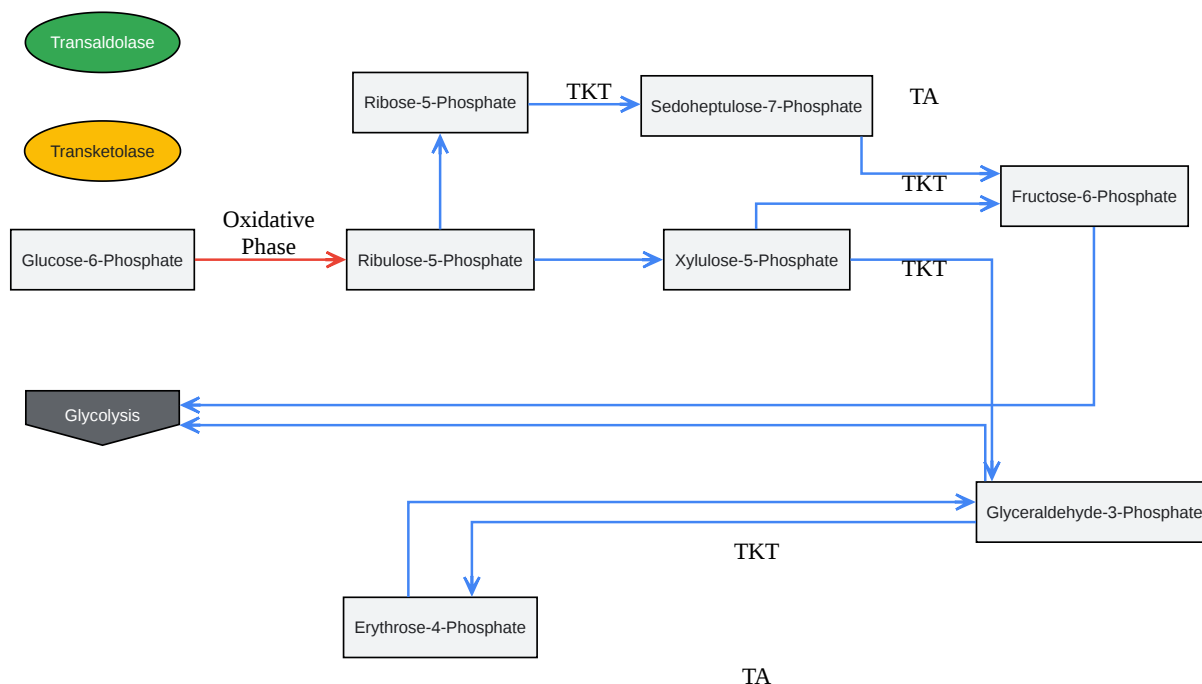 Transaldolase
Ribose-5-Phosphate
TKT
Sedoheptulose-7-Phosphate
TA
Transketolase
TKT
Fructose-6-Phosphate
Oxidative
Phase
Glucose-6-Phosphate
Ribulose-5-Phosphate
Xylulose-5-Phosphate
TKT
Glycolysis
Glyceraldehyde-3-Phosphate
TKT
Erythrose-4-Phosphate
TA